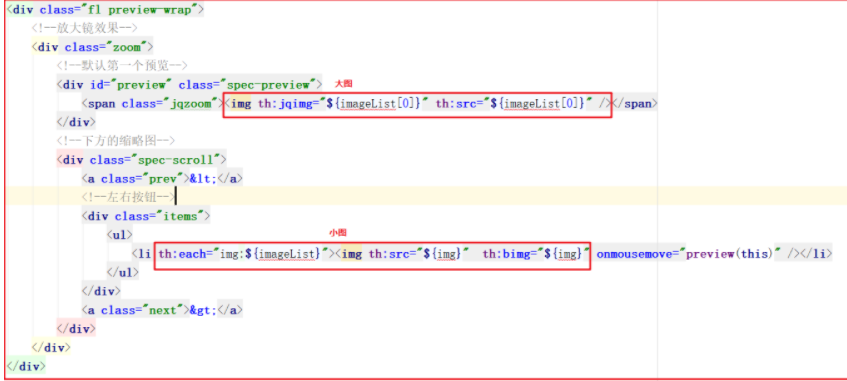 <div class="fl preview-wrap">
<!--放大镜效果-->
<div class="zoom">
<!--默认第一个预览-->
<div id="preview" class="spec-preview"> 大图
<span class="jqzoom"><img th:jqimg="${imageList[0]}" th:src="${imageList[0]}" /></span>
</div>
<!--下方的缩略图-->
<div class="spec-scroll">
<a class="prev">&lt;</a>
<!--左右按钮-->
<div class="items">
<ul> 小图
<li th:each="img:${imageList}"><img th:src="${img}" th:bimg="${img}" onmousemove="preview(this)" /></li>
</ul>
</div>
<a class="next">&gt;</a>
</div>
</div>
</div>